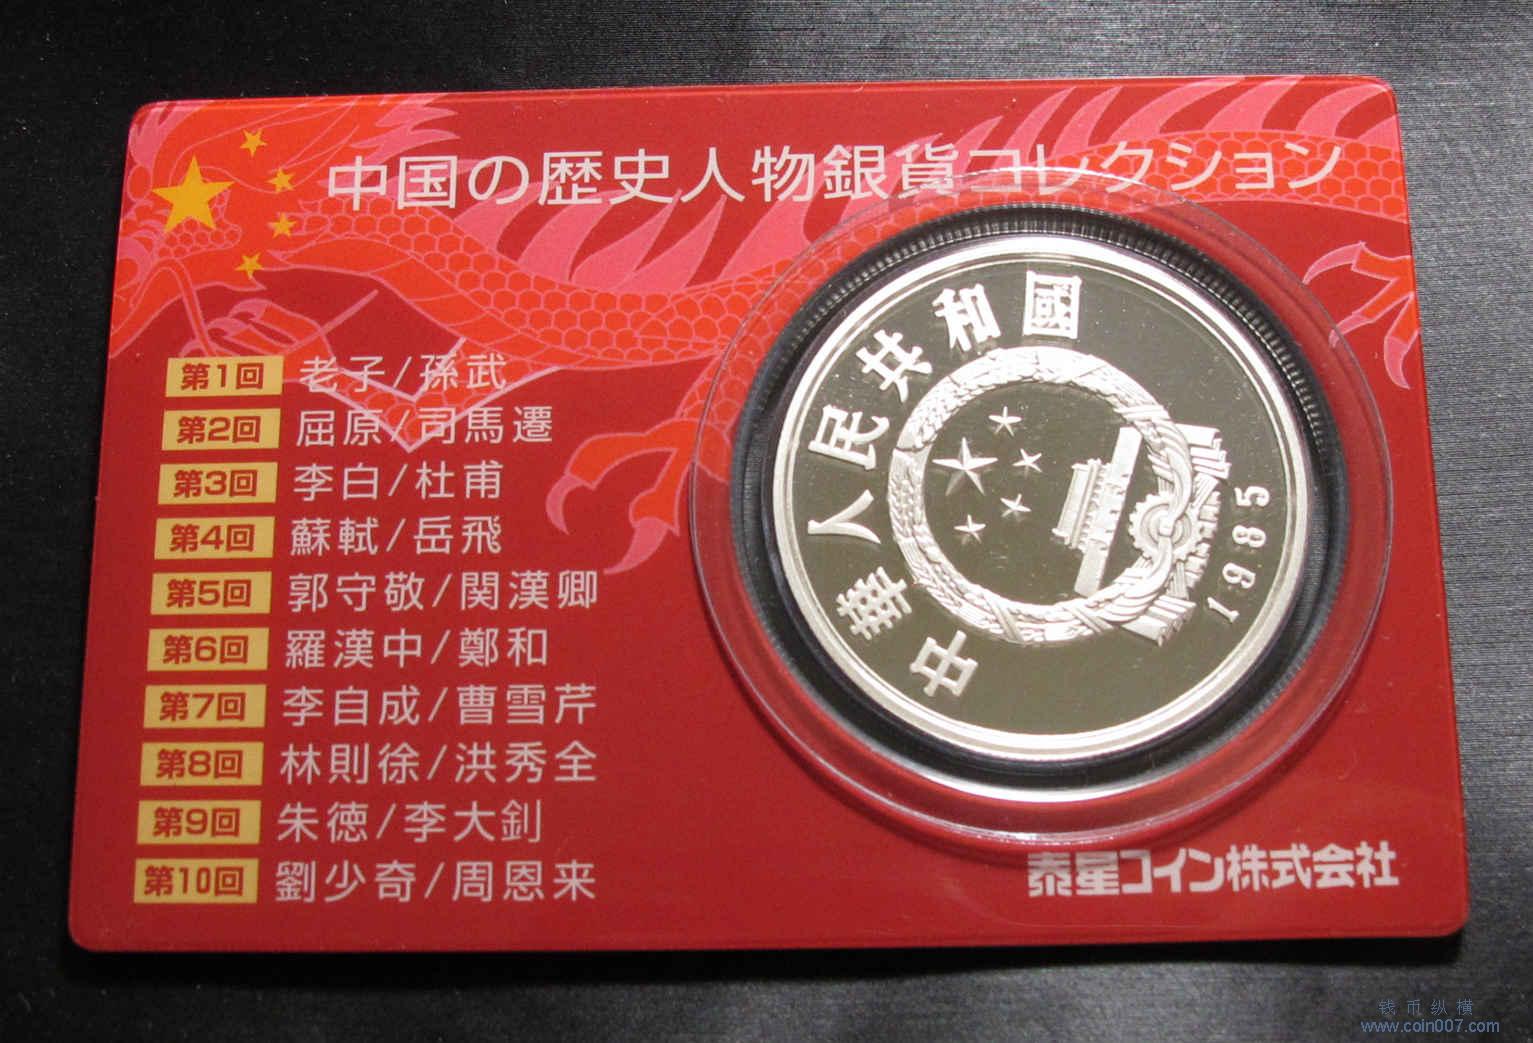 中国の歴史人物銀貨コレクション
第1回 老子/孫武
第2回 屈原/司馬遷
第3回 李白/杜甫
第4回 蘇軾/岳飛
第5回 郭守敬/関漢卿
第6回 羅漢中/鄭和
第7回 李自成/曹雪芹
第8回 林則徐/洪秀全
第9回 朱徳/李大釗
第10回 劉少奇/周恩来
中華人民共和國
1985
泰星コイン株式会社
钱币纵横
www.coin007.com